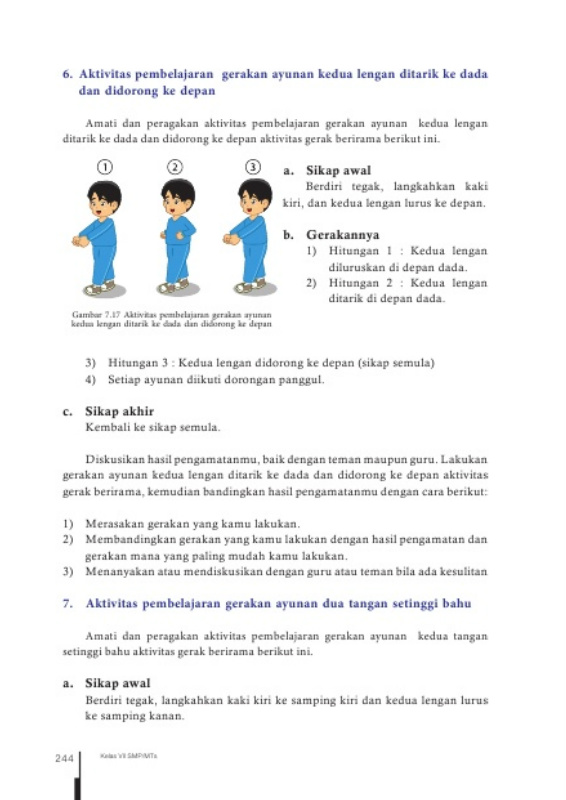 6. Aktivitas pembelajaran gerakan ayunan kedua lengan ditarik ke dada
dan didorong ke depan
Amati dan peragakan aktivitas pembelajaran gerakan ayunan kedua lengan
ditarik ke dada dan didorong ke depan aktivitas gerak berirama berikut ini.
1 2 3
Gambar 7.17 Aktivitas pembelajaran gerakan ayunan
kedua lengan ditarik ke dada dan didorong ke depan
a. Sikap awal
Berdiri tegak, langkahkan kaki
kiri, dan kedua lengan lurus ke depan.
b. Gerakannya
1) Hitungan 1 : Kedua lengan
diluruskan di depan dada.
2) Hitungan 2 : Kedua lengan
ditarik di depan dada.
3) Hitungan 3 : Kedua lengan didorong ke depan (sikap semula)
4) Setiap ayunan diikuti dorongan panggul.
c. Sikap akhir
Kembali ke sikap semula.
Diskusikan hasil pengamatanmu, baik dengan teman maupun guru. Lakukan
gerakan ayunan kedua lengan ditarik ke dada dan didorong ke depan aktivitas
gerak berirama, kemudian bandingkan hasil pengamatanmu dengan cara berikut:
1) Merasakan gerakan yang kamu lakukan.
2) Membandingkan gerakan yang kamu lakukan dengan hasil pengamatan dan
gerakan mana yang paling mudah kamu lakukan.
3) Menanyakan atau mendiskusikan dengan guru atau teman bila ada kesulitan
7. Aktivitas pembelajaran gerakan ayunan dua tangan setinggi bahu
Amati dan peragakan aktivitas pembelajaran gerakan ayunan kedua tangan
setinggi bahu aktivitas gerak berirama berikut ini.
a. Sikap awal
Berdiri tegak, langkahkan kaki kiri ke samping kiri dan kedua lengan lurus
ke samping kanan.
244 Kelas VII SMP/MTs